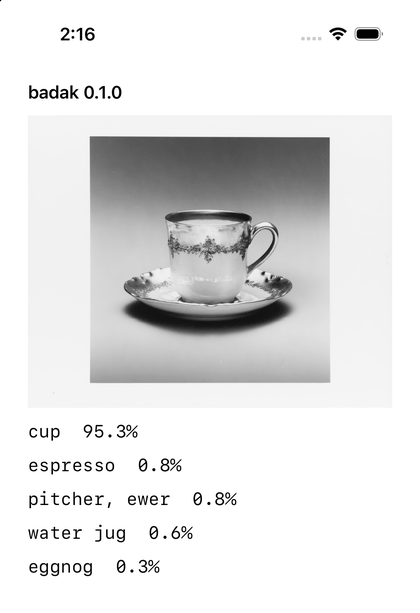 2:16
badak 0.1.0
cup 95.3%
espresso 0.8%
pitcher, ewer 0.8%
water jug 0.6%
eggnog 0.3%